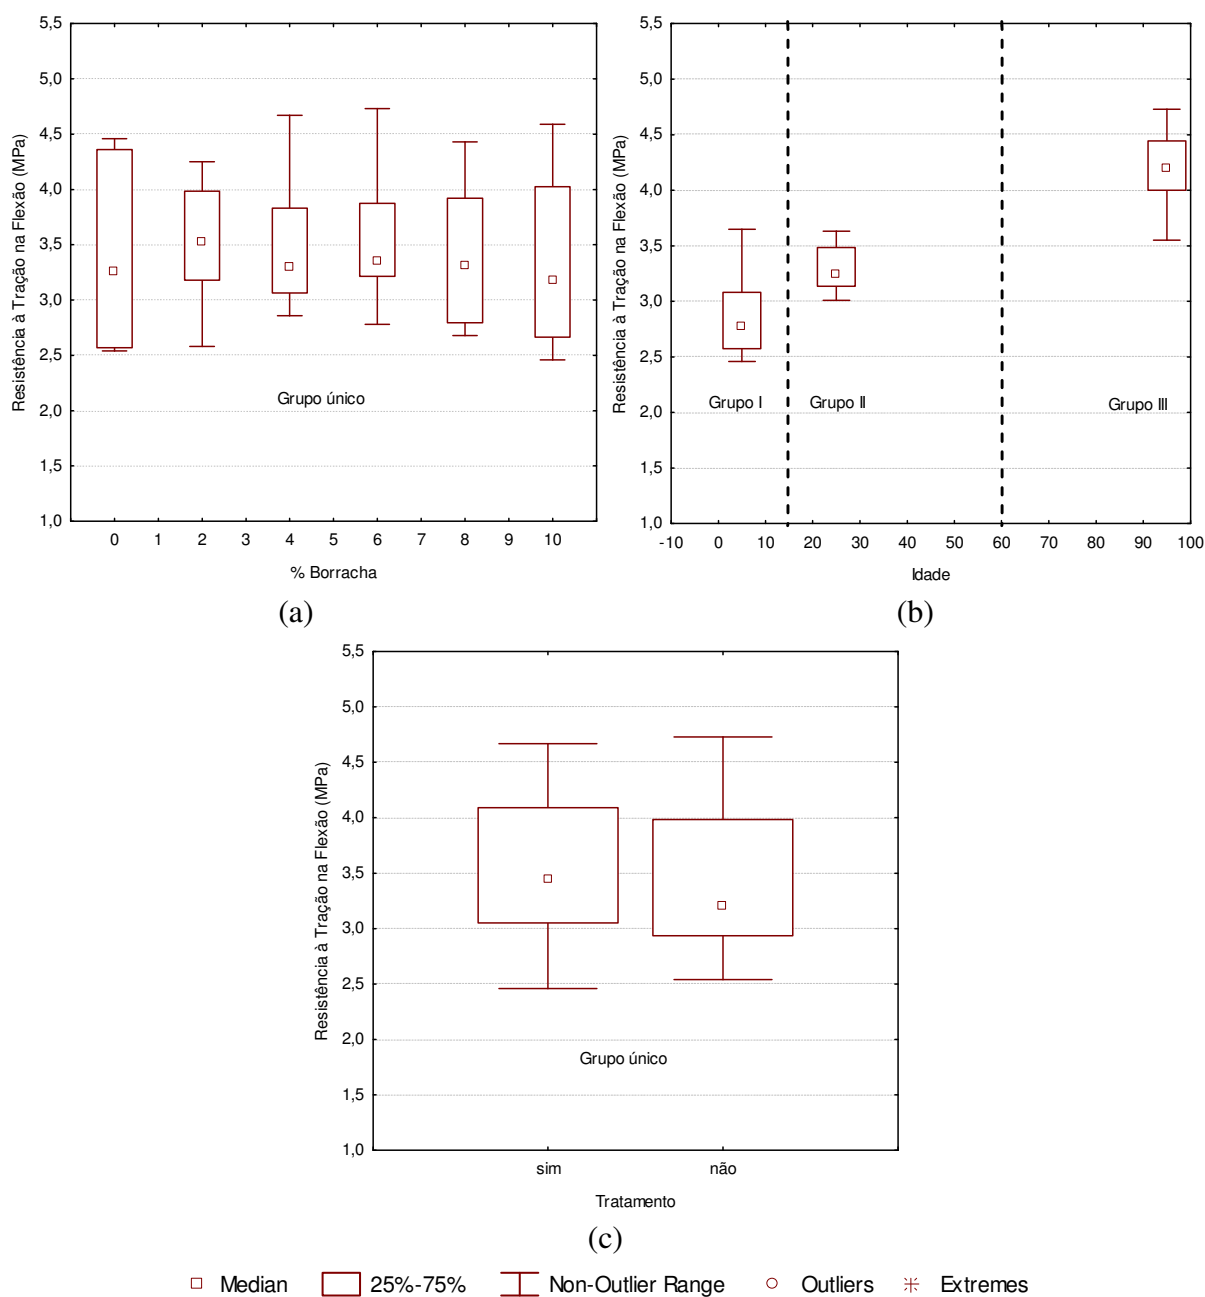 Resistência à Tração na Flexão (MPa)
5,5
5,0
4,5
4,0
3,5
3,0
2,5
2,0
1,5
1,0
Grupo único
0 1 2 3 4 5 6 7 8 9 10
% Borracha
(a)
Resistência à Tração na Flexão (MPa)
5,5
5,0
4,5
4,0
3,5
3,0
2,5
2,0
1,5
1,0
Grupo I Grupo II Grupo III
-10 0 10 20 30 40 50 60 70 80 90 100
Idade
(b)
Resistência à Tração na Flexão (MPa)
5,5
5,0
4,5
4,0
3,5
3,0
2,5
2,0
1,5
1,0
Grupo único
sim não
Tratamento
(c)
Median 25%-75% Non-Outlier Range Outliers Extremes